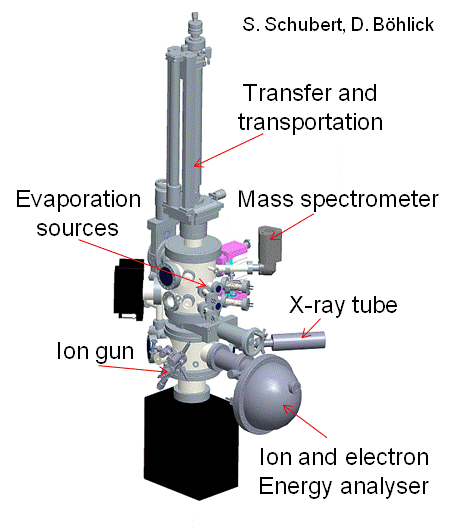 S. Schubert, D. Böhlick
Transfer and
transportation
Evaporation
sources
Mass spectrometer
X-ray tube
Ion gun
Ion and electron
Energy analyser